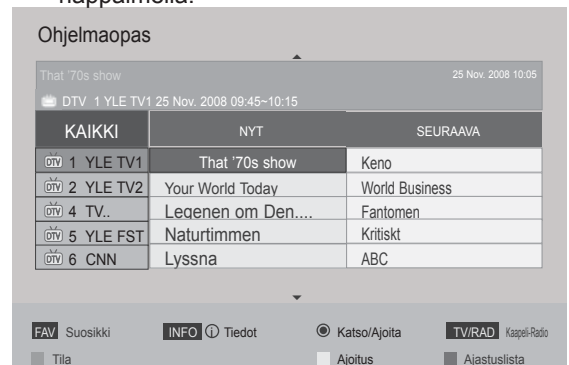 näppäimellä.
Ohjelmaopas
That '70s show 25 Nov. 2008 10:05
DTV 1 YLE TV1 25 Nov. 2008 09:45~10:15
KAIKKI NYT SEURAAVA
DTV 1 YLE TV1 That '70s show Keno
DTV 2 YLE TV2 Your World Today World Business
DTV 4 TV.. Legenen om Den.... Fantomen
DTV 5 YLE FST Naturtimmen Kritiskt
DTV 6 CNN Lyssna ABC
FAV Suosikki INFO ⓘ Tiedot Katso/Ajoita TV/RAD Kaapeli-Radio
Tila Ajoitus Ajastuslista